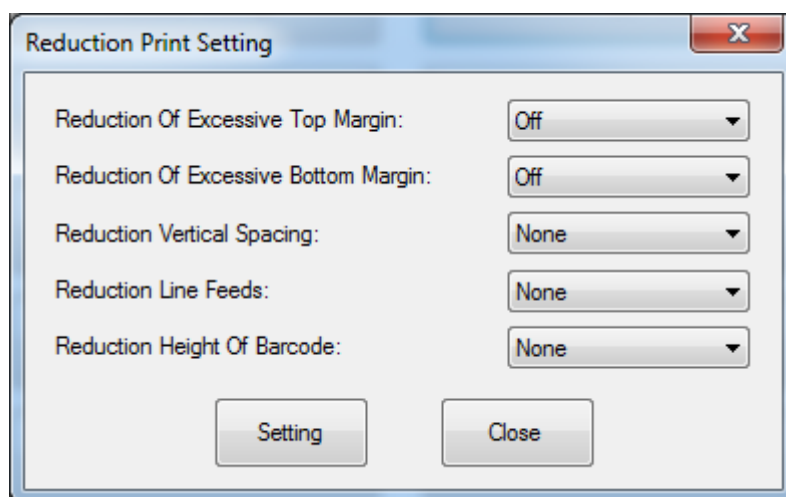 Reduction Print Setting
Reduction Of Excessive Top Margin: Off
Reduction Of Excessive Bottom Margin: Off
Reduction Vertical Spacing: None
Reduction Line Feeds: None
Reduction Height Of Barcode: None
Setting Close